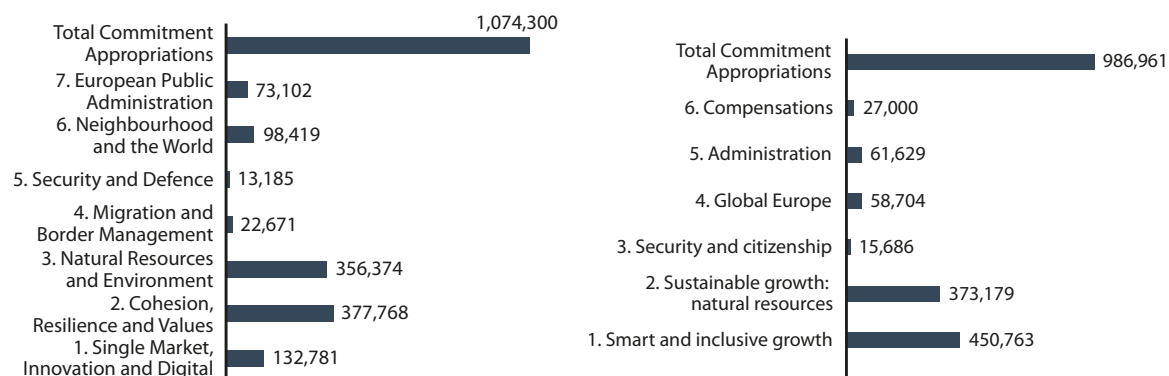 1,074,300
Total Commitment
Appropriations
7. European Public
Administration
73,102
6. Neighbourhood
and the World
98,419
5. Security and Defence
13,185
4. Migration and
Border Management
22,671
3. Natural Resources
and Environment
356,374
2. Cohesion,
Resilience and Values
377,768
1. Single Market,
Innovation and Digital
132,781
Total Commitment
Appropriations
986,961
6. Compensations
27,000
5. Administration
61,629
4. Global Europe
58,704
3. Security and citizenship
15,686
2. Sustainable growth:
natural resources
373,179
1. Smart and inclusive growth
450,763